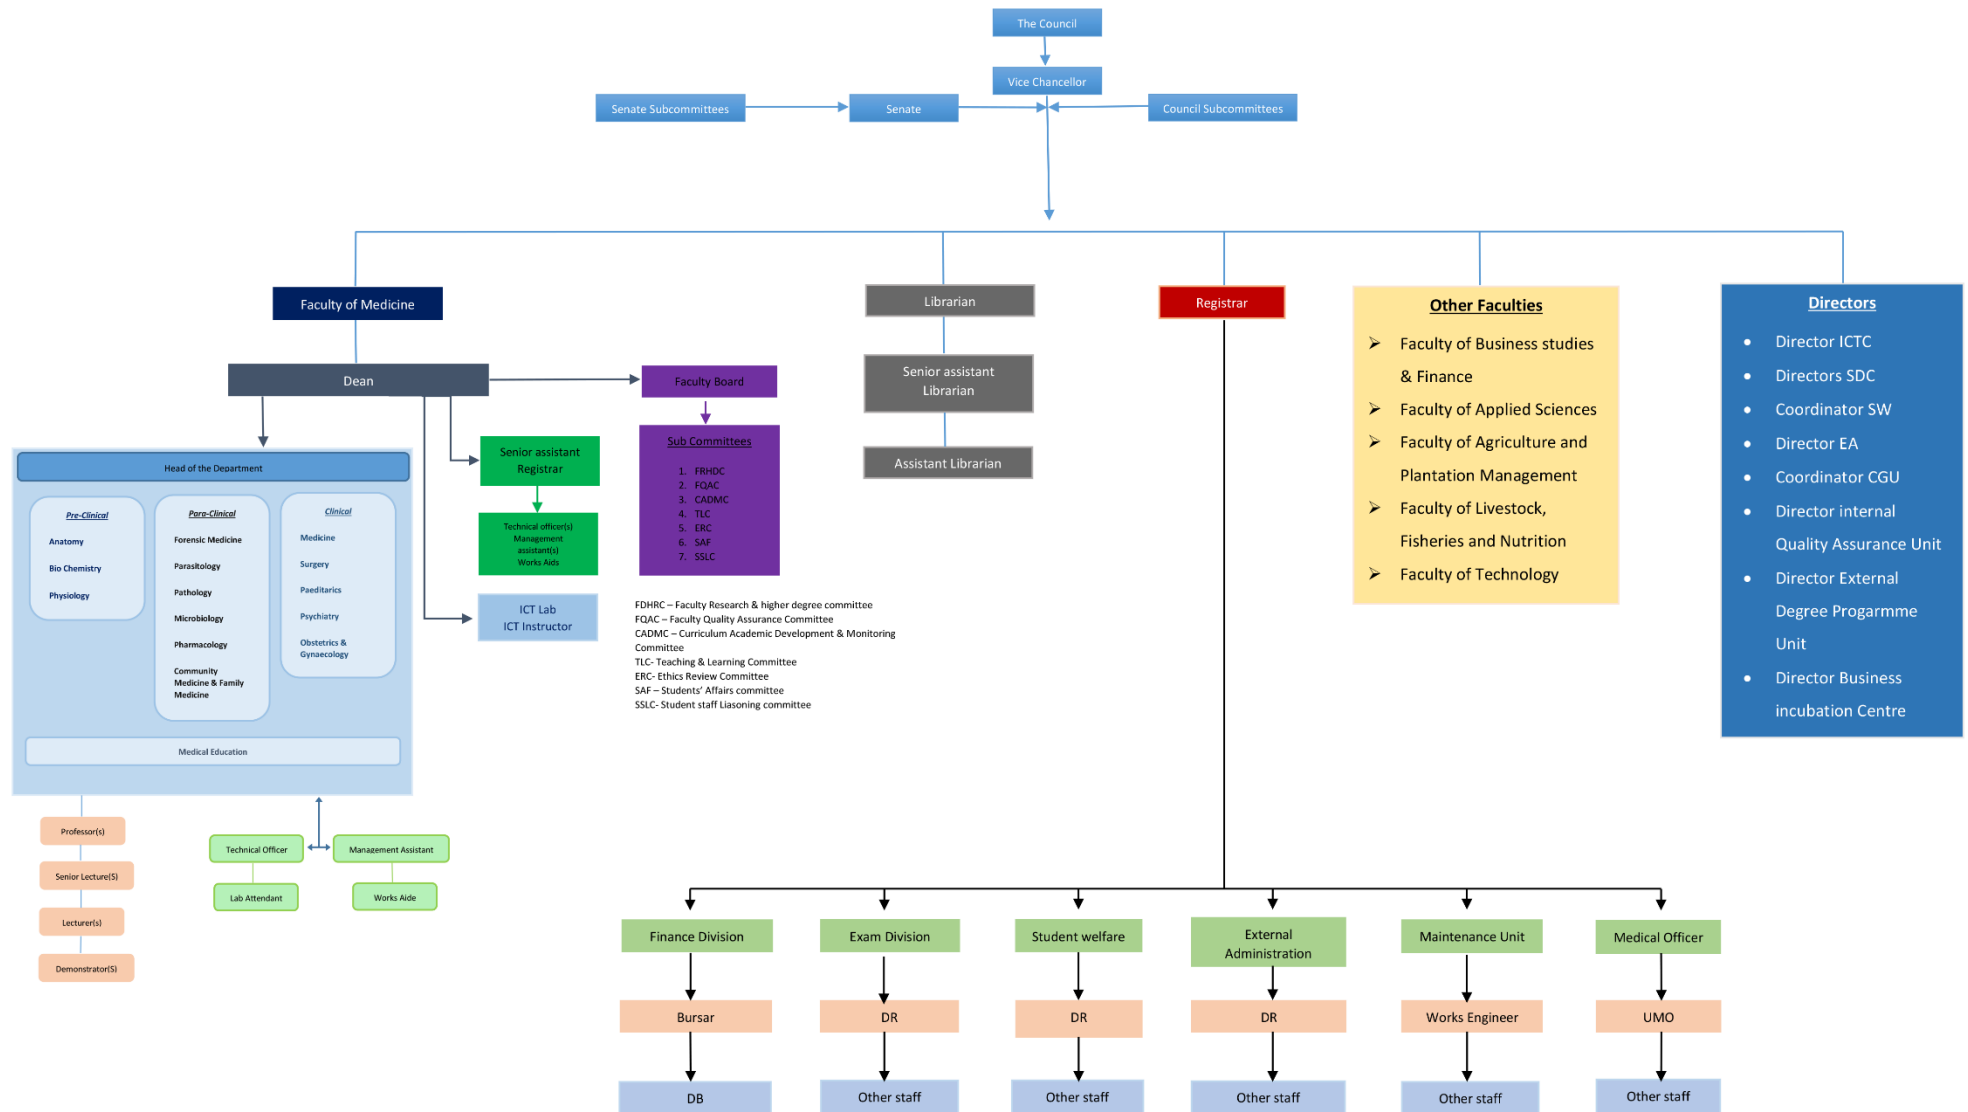 The Council
Vice Chancellor
Senate Subcommittees
Senate
Council Subcommittees
Faculty of Medicine
Dean
Faculty Board
Sub Committees
1. FRHDC
2. FQAC
3. CADMC
4. TLC
5. ERC
6. SAF
7. SSLC
Senior assistant
Registrar
Technical officer(s)
Management
assistant(s)
Works Aids
ICT Lab
ICT Instructor
FDHRC – Faculty Research & higher degree committee
FQAC – Faculty Quality Assurance Committee
CADMC – Curriculum Academic Development & Monitoring
Committee
TLC- Teaching & Learning Committee
ERC- Ethics Review Committee
SAF – Students' Affairs committee
SSLC- Student staff Liasoning committee
Head of the Department
Pre-Clinical
Anatomy
Bio Chemistry
Physiology
Para-Clinical
Forensic Medicine
Parasitology
Pathology
Microbiology
Pharmacology
Community
Medicine & Family
Medicine
Clinical
Medicine
Surgery
Paeditarics
Psychiatry
Obstetrics &
Gynaecology
Medical Education
Professor(s)
Senior Lecture(S)
Lecturer(s)
Demonstrator(S)
Technical Officer
Lab Attendant
Management Assistant
Works Aide
Librarian
Senior assistant
Librarian
Assistant Librarian
Registrar
Other Faculties
➢ Faculty of Business studies
& Finance
➢ Faculty of Applied Sciences
➢ Faculty of Agriculture and
Plantation Management
➢ Faculty of Livestock,
Fisheries and Nutrition
➢ Faculty of Technology
Directors
• Director ICTC
• Directors SDC
• Coordinator SW
• Director EA
• Coordinator CGU
• Director internal
Quality Assurance Unit
• Director External
Degree Progarmme
Unit
• Director Business
incubation Centre
Finance Division
Bursar
DB
Exam Division
DR
Other staff
Student welfare
DR
Other staff
External
Administration
DR
Other staff
Maintenance Unit
Works Engineer
Other staff
Medical Officer
UMO
Other staff